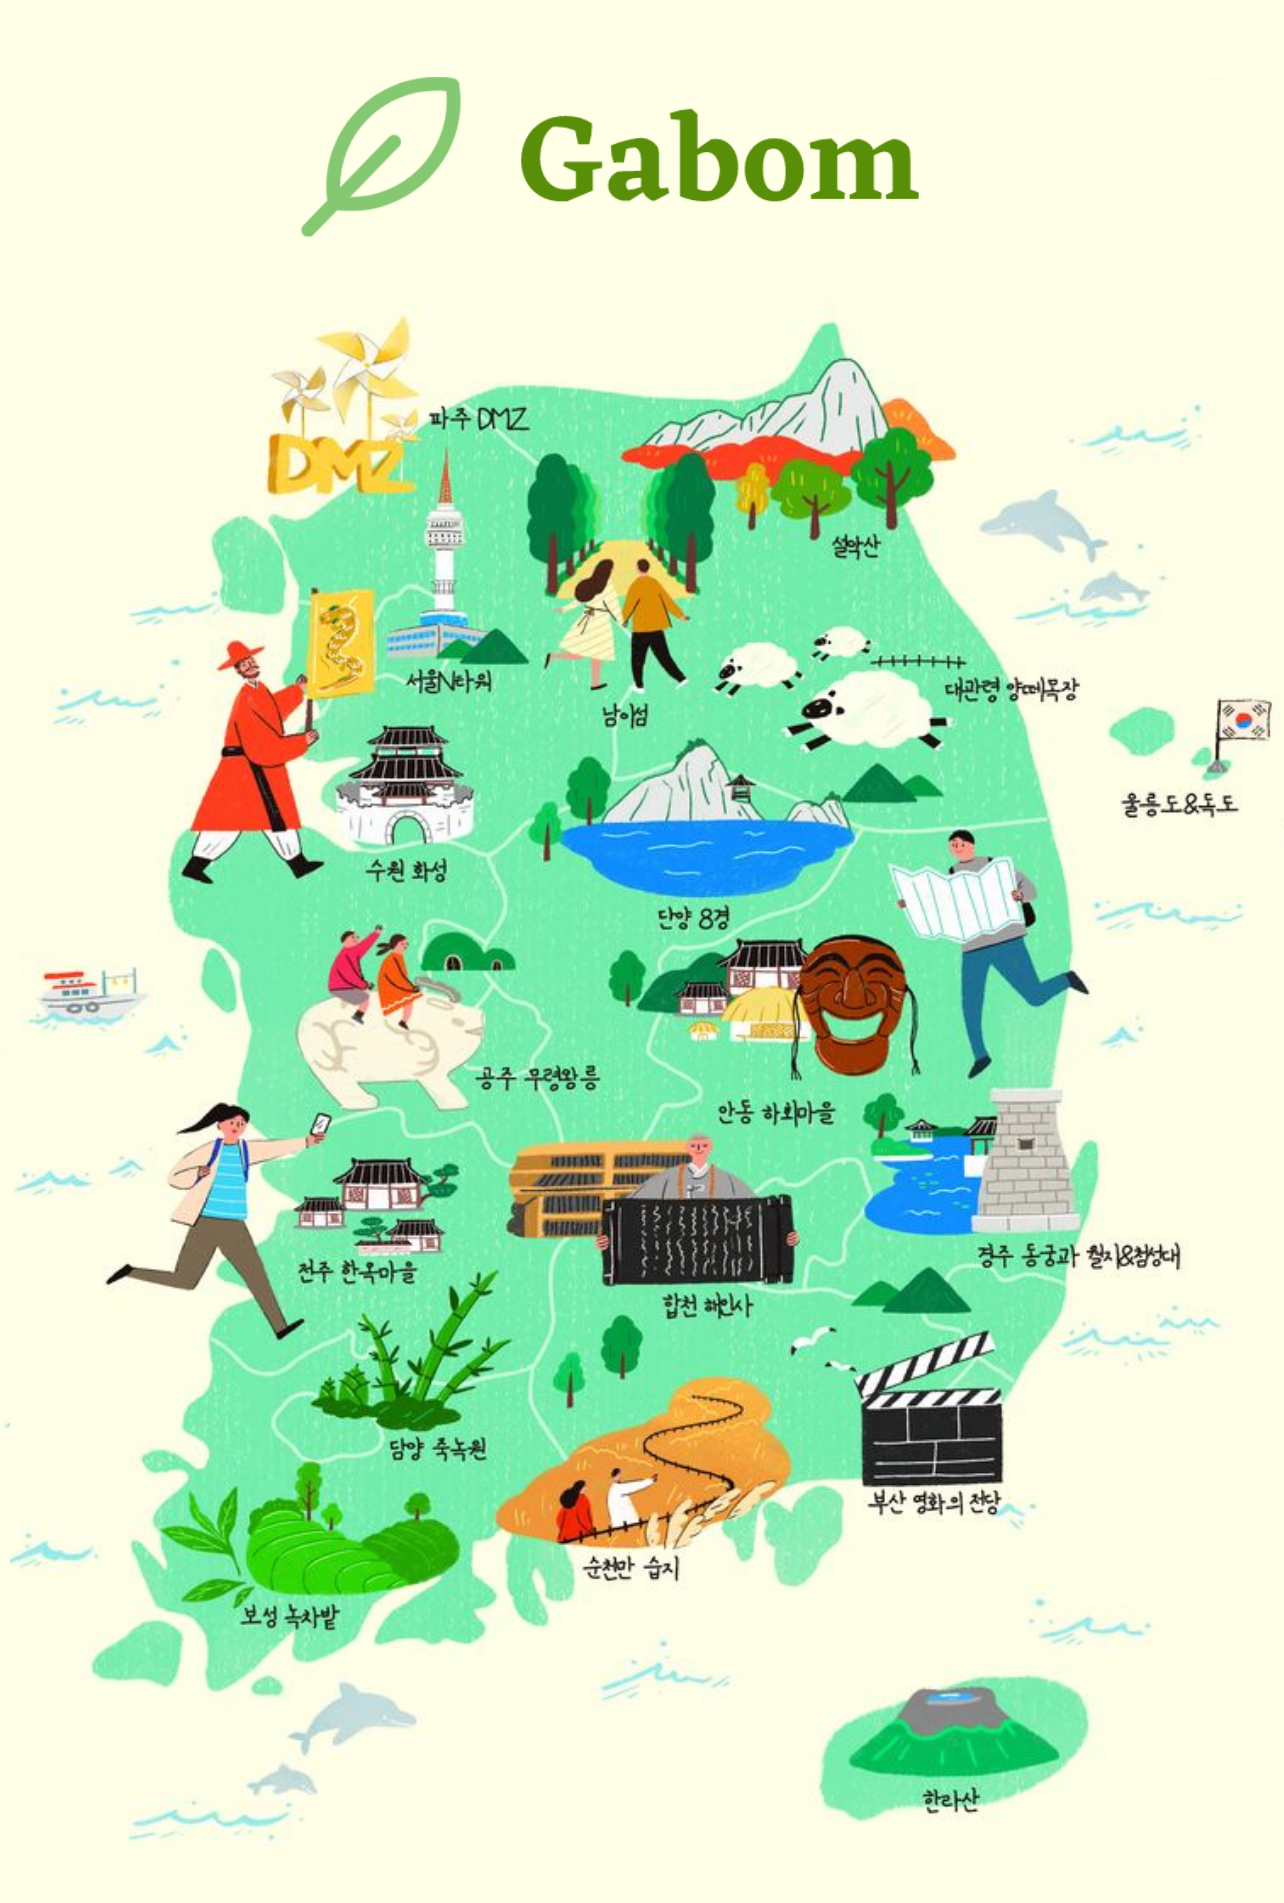 Gabom
파주 DMZ
DMZ
설악산
서울N타워
남이섬
대관령 양떼목장
울릉도&독도
수원 화성
단양 8경
공주 무령왕릉
안동 하회마을
경주 동궁과 월지&첨성대
전주 한옥마을
합천 해인사
담양 죽녹원
부산 영화의 전당
순천만 습지
보성 녹차밭
한라산